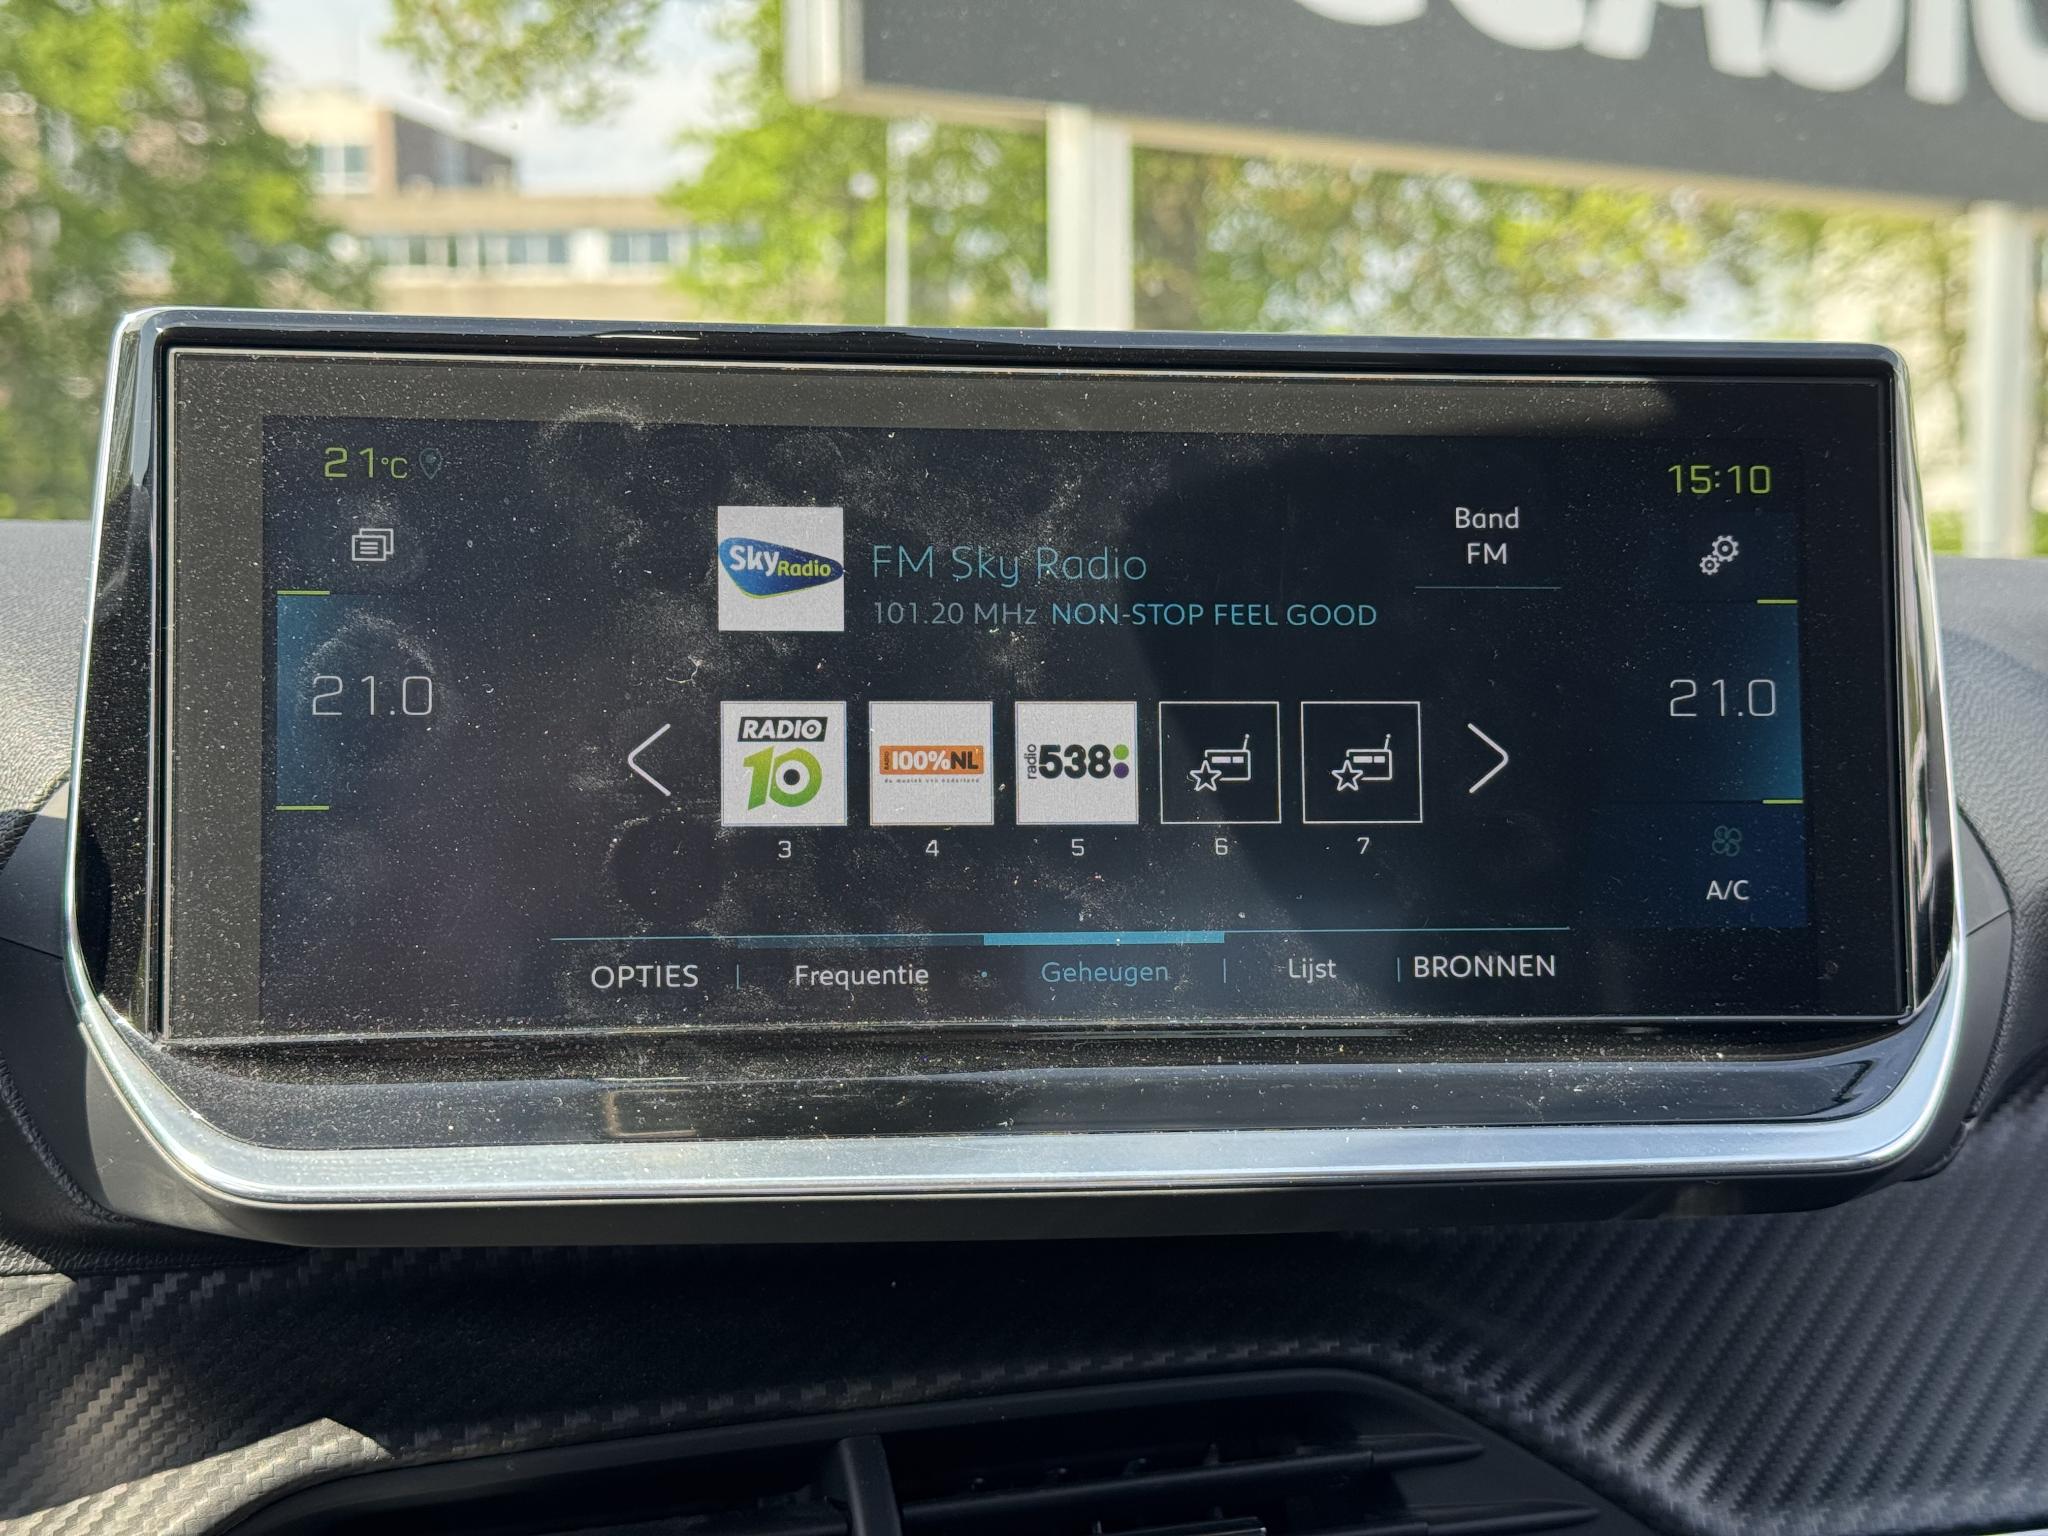 21°C
15:10
Sky Radio
FM Sky Radio
101.20 MHz NON-STOP FEEL GOOD
Band
FM
21.0
21.0
RADIO
10
100%NL
radio
538
3
4
5
6
7
A/C
OPTIES
Frequentie
Geheugen
Lijst
BRONNEN